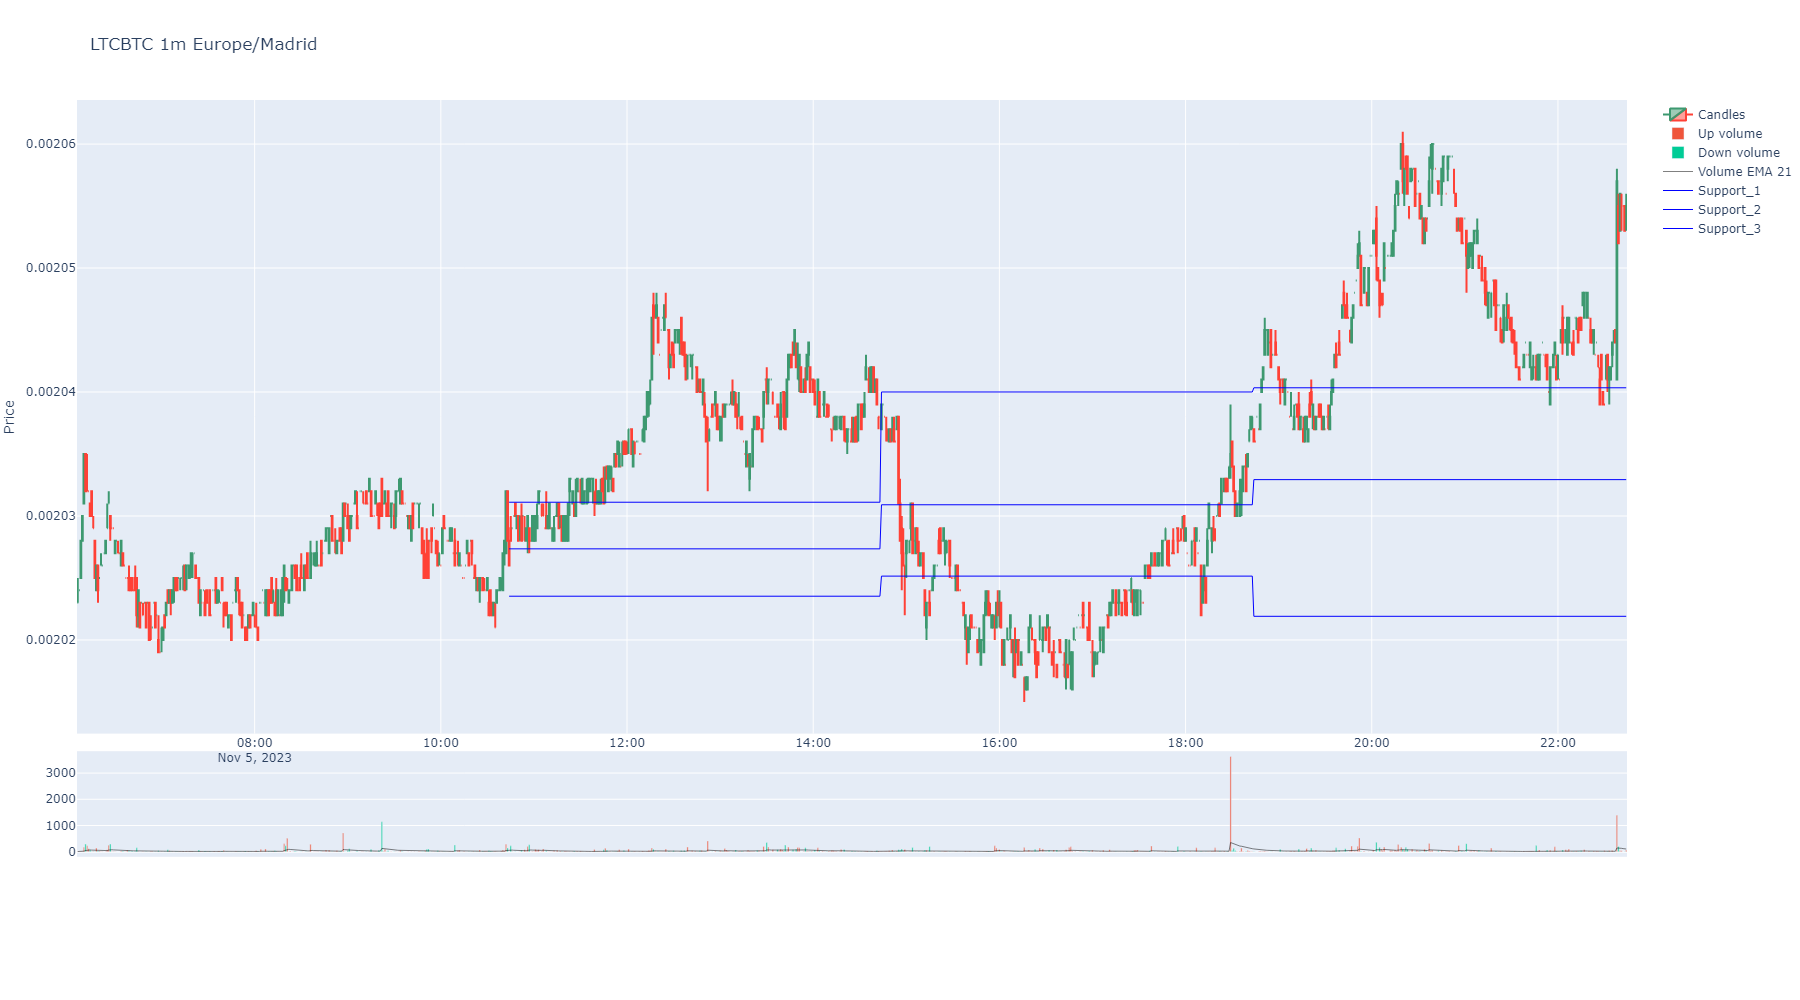 LTCBTC 1m Europe/Madrid
Candles
Up volume
Down volume
Volume EMA 21
Support_1
Support_2
Support_3
Price
0.00206
0.00205
0.00204
0.00203
0.00202
08:00 10:00 12:00 14:00 16:00 18:00 20:00 22:00
Nov 5, 2023
3000
2000
1000
0